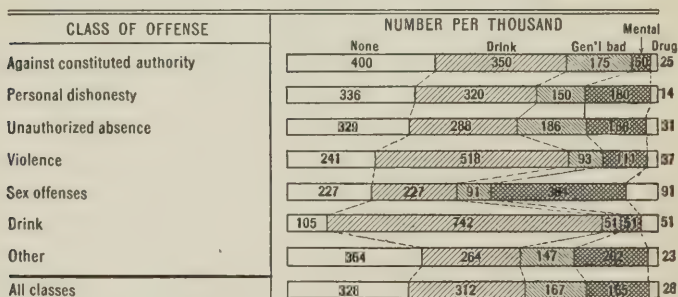 CLASS OF OFFENSE NUMBER PER THOUSAND
Mental
None Drink Gen'l bad Drug
Against constituted authority 400 350 175 50 25
Personal dishonesty 336 320 150 180 14
Unauthorized absence 329 288 186 166 31
Violence 241 518 93 111 37
Sex offenses 227 227 91 364 91
Drink 105 742 51 51 51
Other 364 264 147 202 23
All classes 328 312 167 165 28